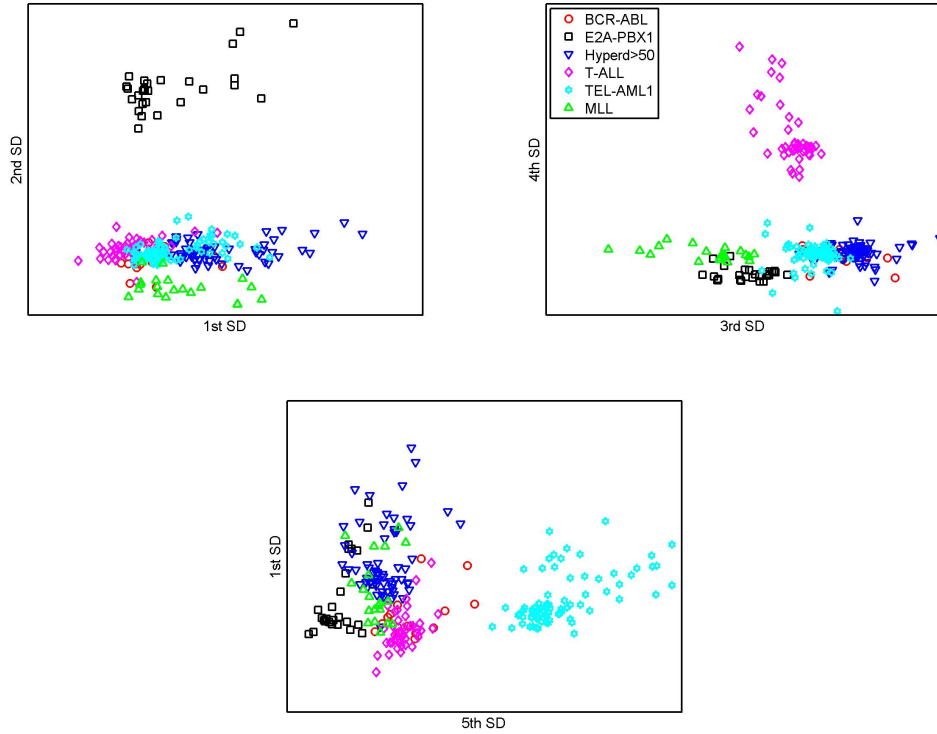 2nd SD
1st SD
4th SD
BCR-ABL
E2A-PBX1
Hyperd>50
T-ALL
TEL-AML1
MLL
3rd SD
1st SD
5th SD